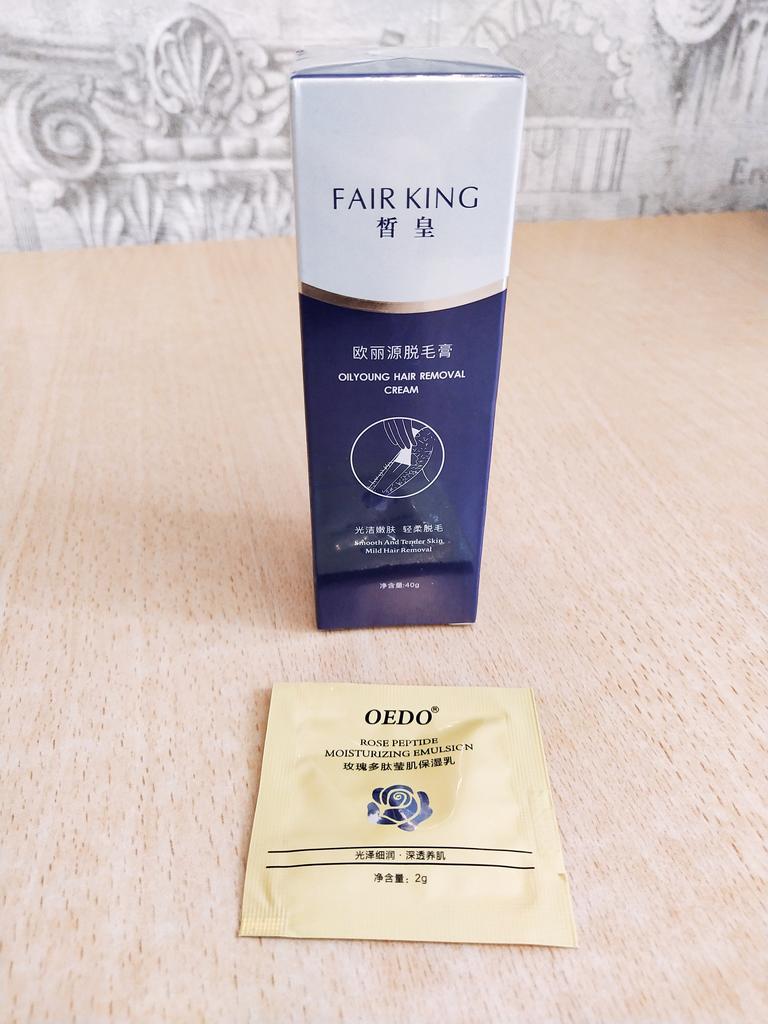 FAIR KING
皙皇
欧丽源脱毛膏
OILYOUNG HAIR REMOVAL
CREAM
光洁嫩肤 轻柔脱毛
Smooth And Tender Skin,
Mild Hair Removal
净含量:40g
OEDO®
ROSE PEPTIDE
MOISTURIZING EMULSION
玫瑰多肽莹肌保湿乳
光泽细润·深透养肌
净含量：2g